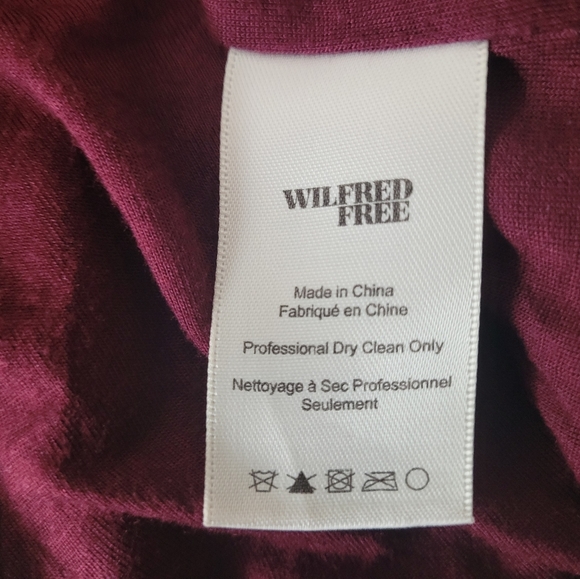 WILFRED
FREE
Made in China
Fabriqué en Chine
Professional Dry Clean Only
Nettoyage à Sec Professionnel
Seulement